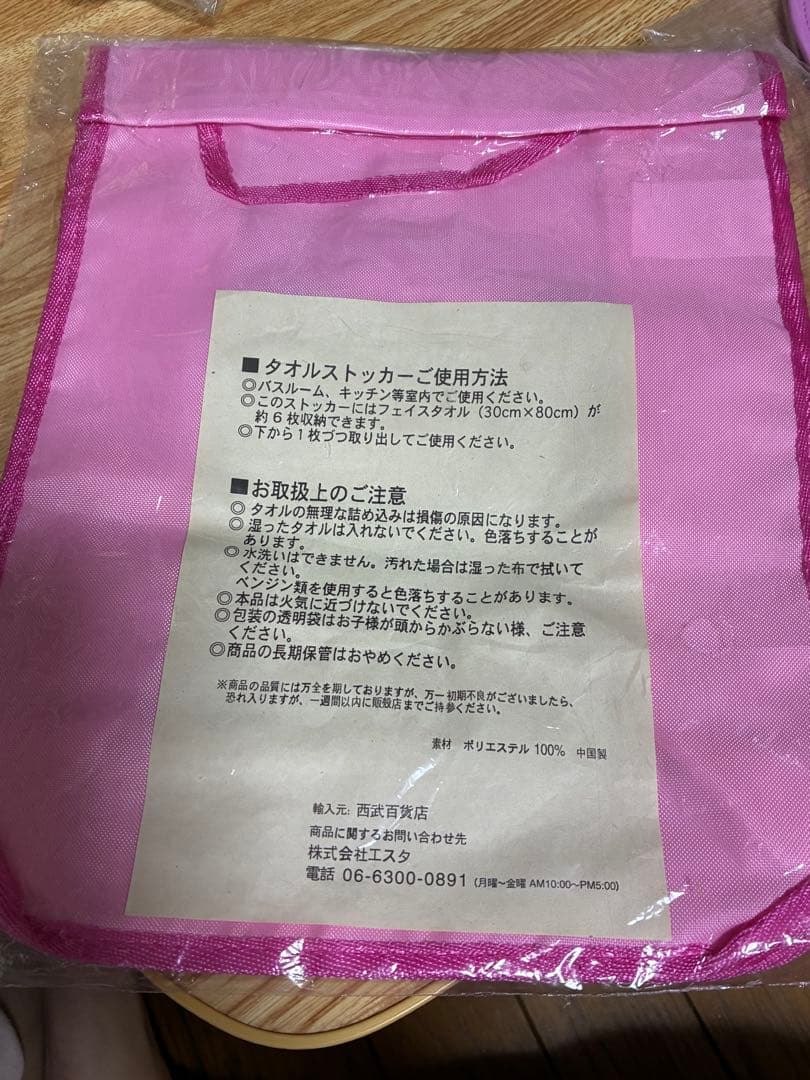 ■ タオルストッカーご使用方法
◎バスルーム、キッチン等室内でご使用ください。
◎このストッカーにはフェイスタオル（30cm×80cm）が
約６枚収納できます。
◎下から１枚づつ取り出してご使用ください。
■お取扱上のご注意
◎ タオルの無理な詰め込みは損傷の原因になります。
◎ 湿ったタオルは入れないでください。色落ちすることが
あります。
◎ 水洗いはできません。汚れた場合は湿った布で拭いて
ください。
ベンジン類を使用すると色落ちすることがあります。
◎本品は火気に近づけないでください。
◎包装の透明袋はお子様が頭からかぶらない様、ご注意
ください。
◎商品の長期保管はおやめください。
※商品の品質には万全を期しておりますが、万一初期不良がございましたら、
恐れ入りますが、一週間以内に販殻店までご持参ください。
素材 ポリエステル 100% 中国製
輸入元: 西武百貨店
商品に関するお問い合わせ先
株式会社エスタ
電話 06-6300-0891（月曜～金曜 AM10:00～PM5:00）